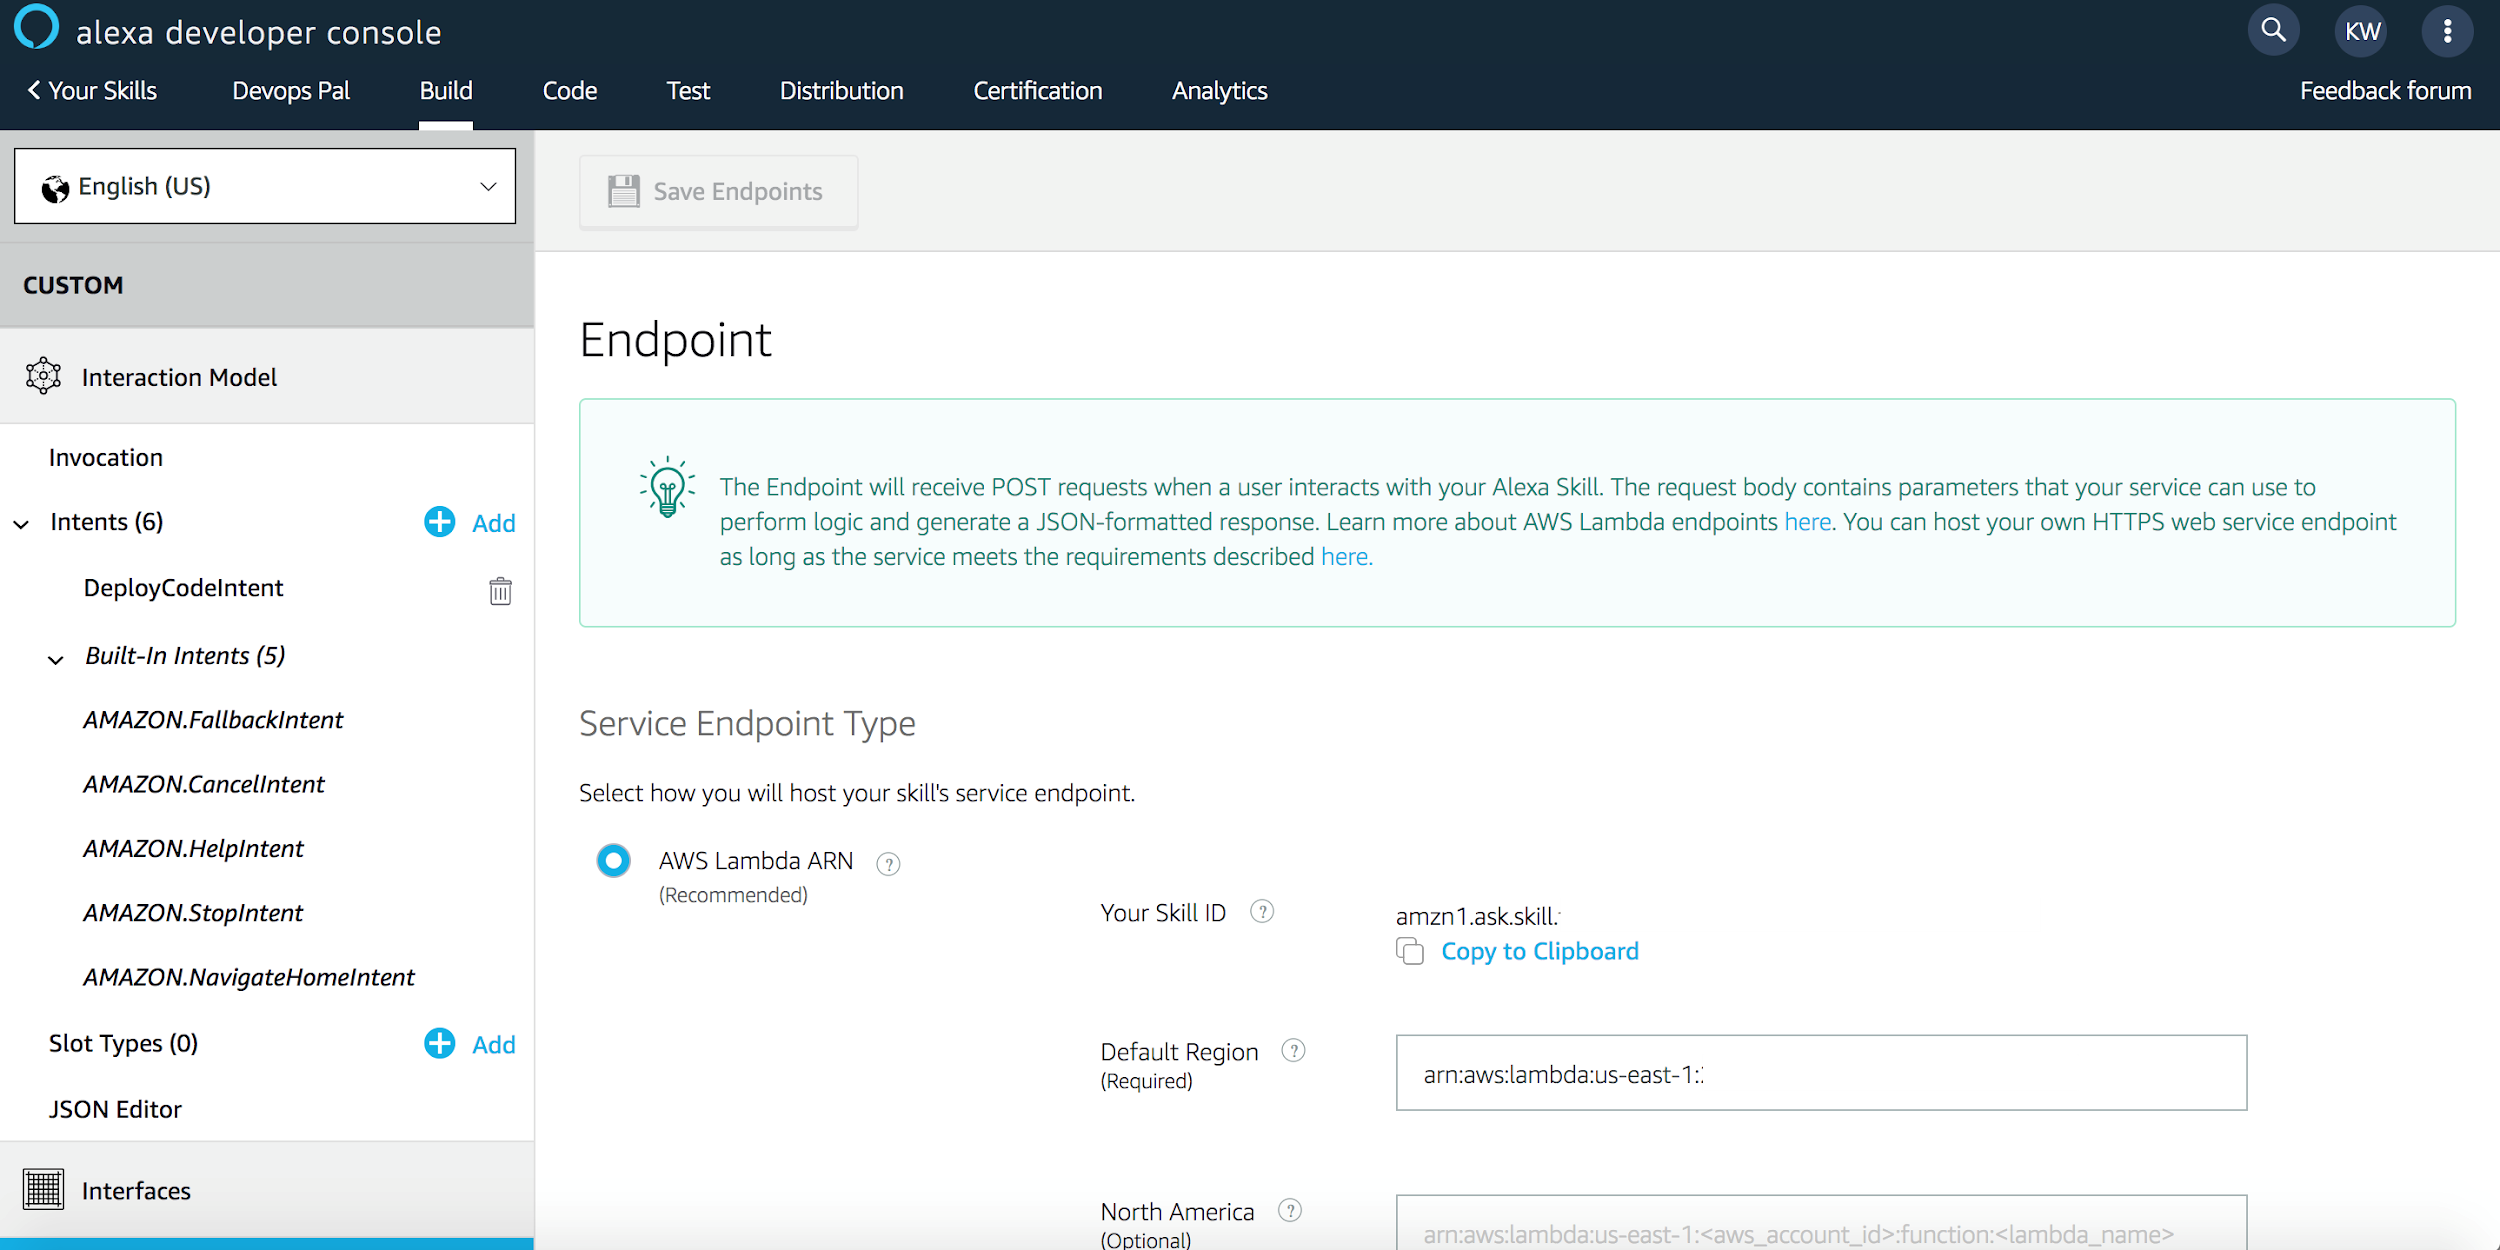 alexa developer console
KW
Your Skills
Devops Pal
Build
Code
Test
Distribution
Certification
Analytics
Feedback forum
English (US)
Save Endpoints
CUSTOM
Interaction Model
Invocation
Intents (6)
Add
DeployCodeIntent
Built-In Intents (5)
AMAZON.FallbackIntent
AMAZON.CancelIntent
AMAZON.HelpIntent
AMAZON.StopIntent
AMAZON.NavigateHomeIntent
Slot Types (0)
Add
JSON Editor
Interfaces
Endpoint
The Endpoint will receive POST requests when a user interacts with your Alexa Skill. The request body contains parameters that your service can use to
perform logic and generate a JSON-formatted response. Learn more about AWS Lambda endpoints here. You can host your own HTTPS web service endpoint
as long as the service meets the requirements described here.
Service Endpoint Type
Select how you will host your skill's service endpoint.
AWS Lambda ARN ?
(Recommended)
Your Skill ID ?
amzn1.ask.skill.
Copy to Clipboard
Default Region ?
(Required)
arn:aws:lambda:us-east-1:
North America ?
(Optional)
arn:aws:lambda:us-east-1:<aws_account_id>:function:<lambda_name>